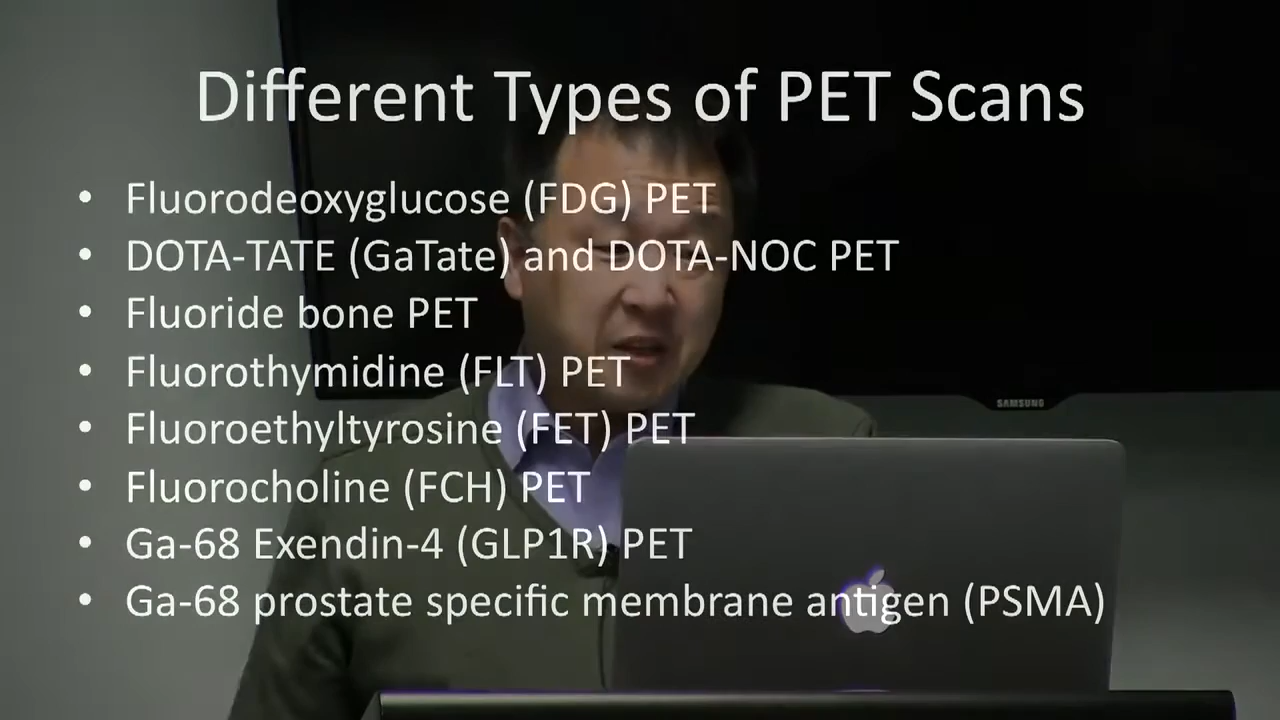 Different Types of PET Scans
• Fluorodeoxyglucose (FDG) PET
• DOTA-TATE (GaTate) and DOTA-NOC PET
• Fluoride bone PET
• Fluorothymidine (FLT) PET
• Fluoroethyltyrosine (FET) PET
• Fluorocholine (FCH) PET
• Ga-68 Exendin-4 (GLP1R) PET
• Ga-68 prostate specific membrane antigen (PSMA)
SAMSUNG